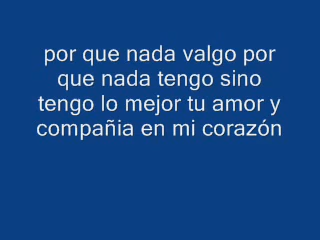 por que nada valgo por
que nada tengo sino
tengo lo mejor tu amor y
compañia en mi corazón